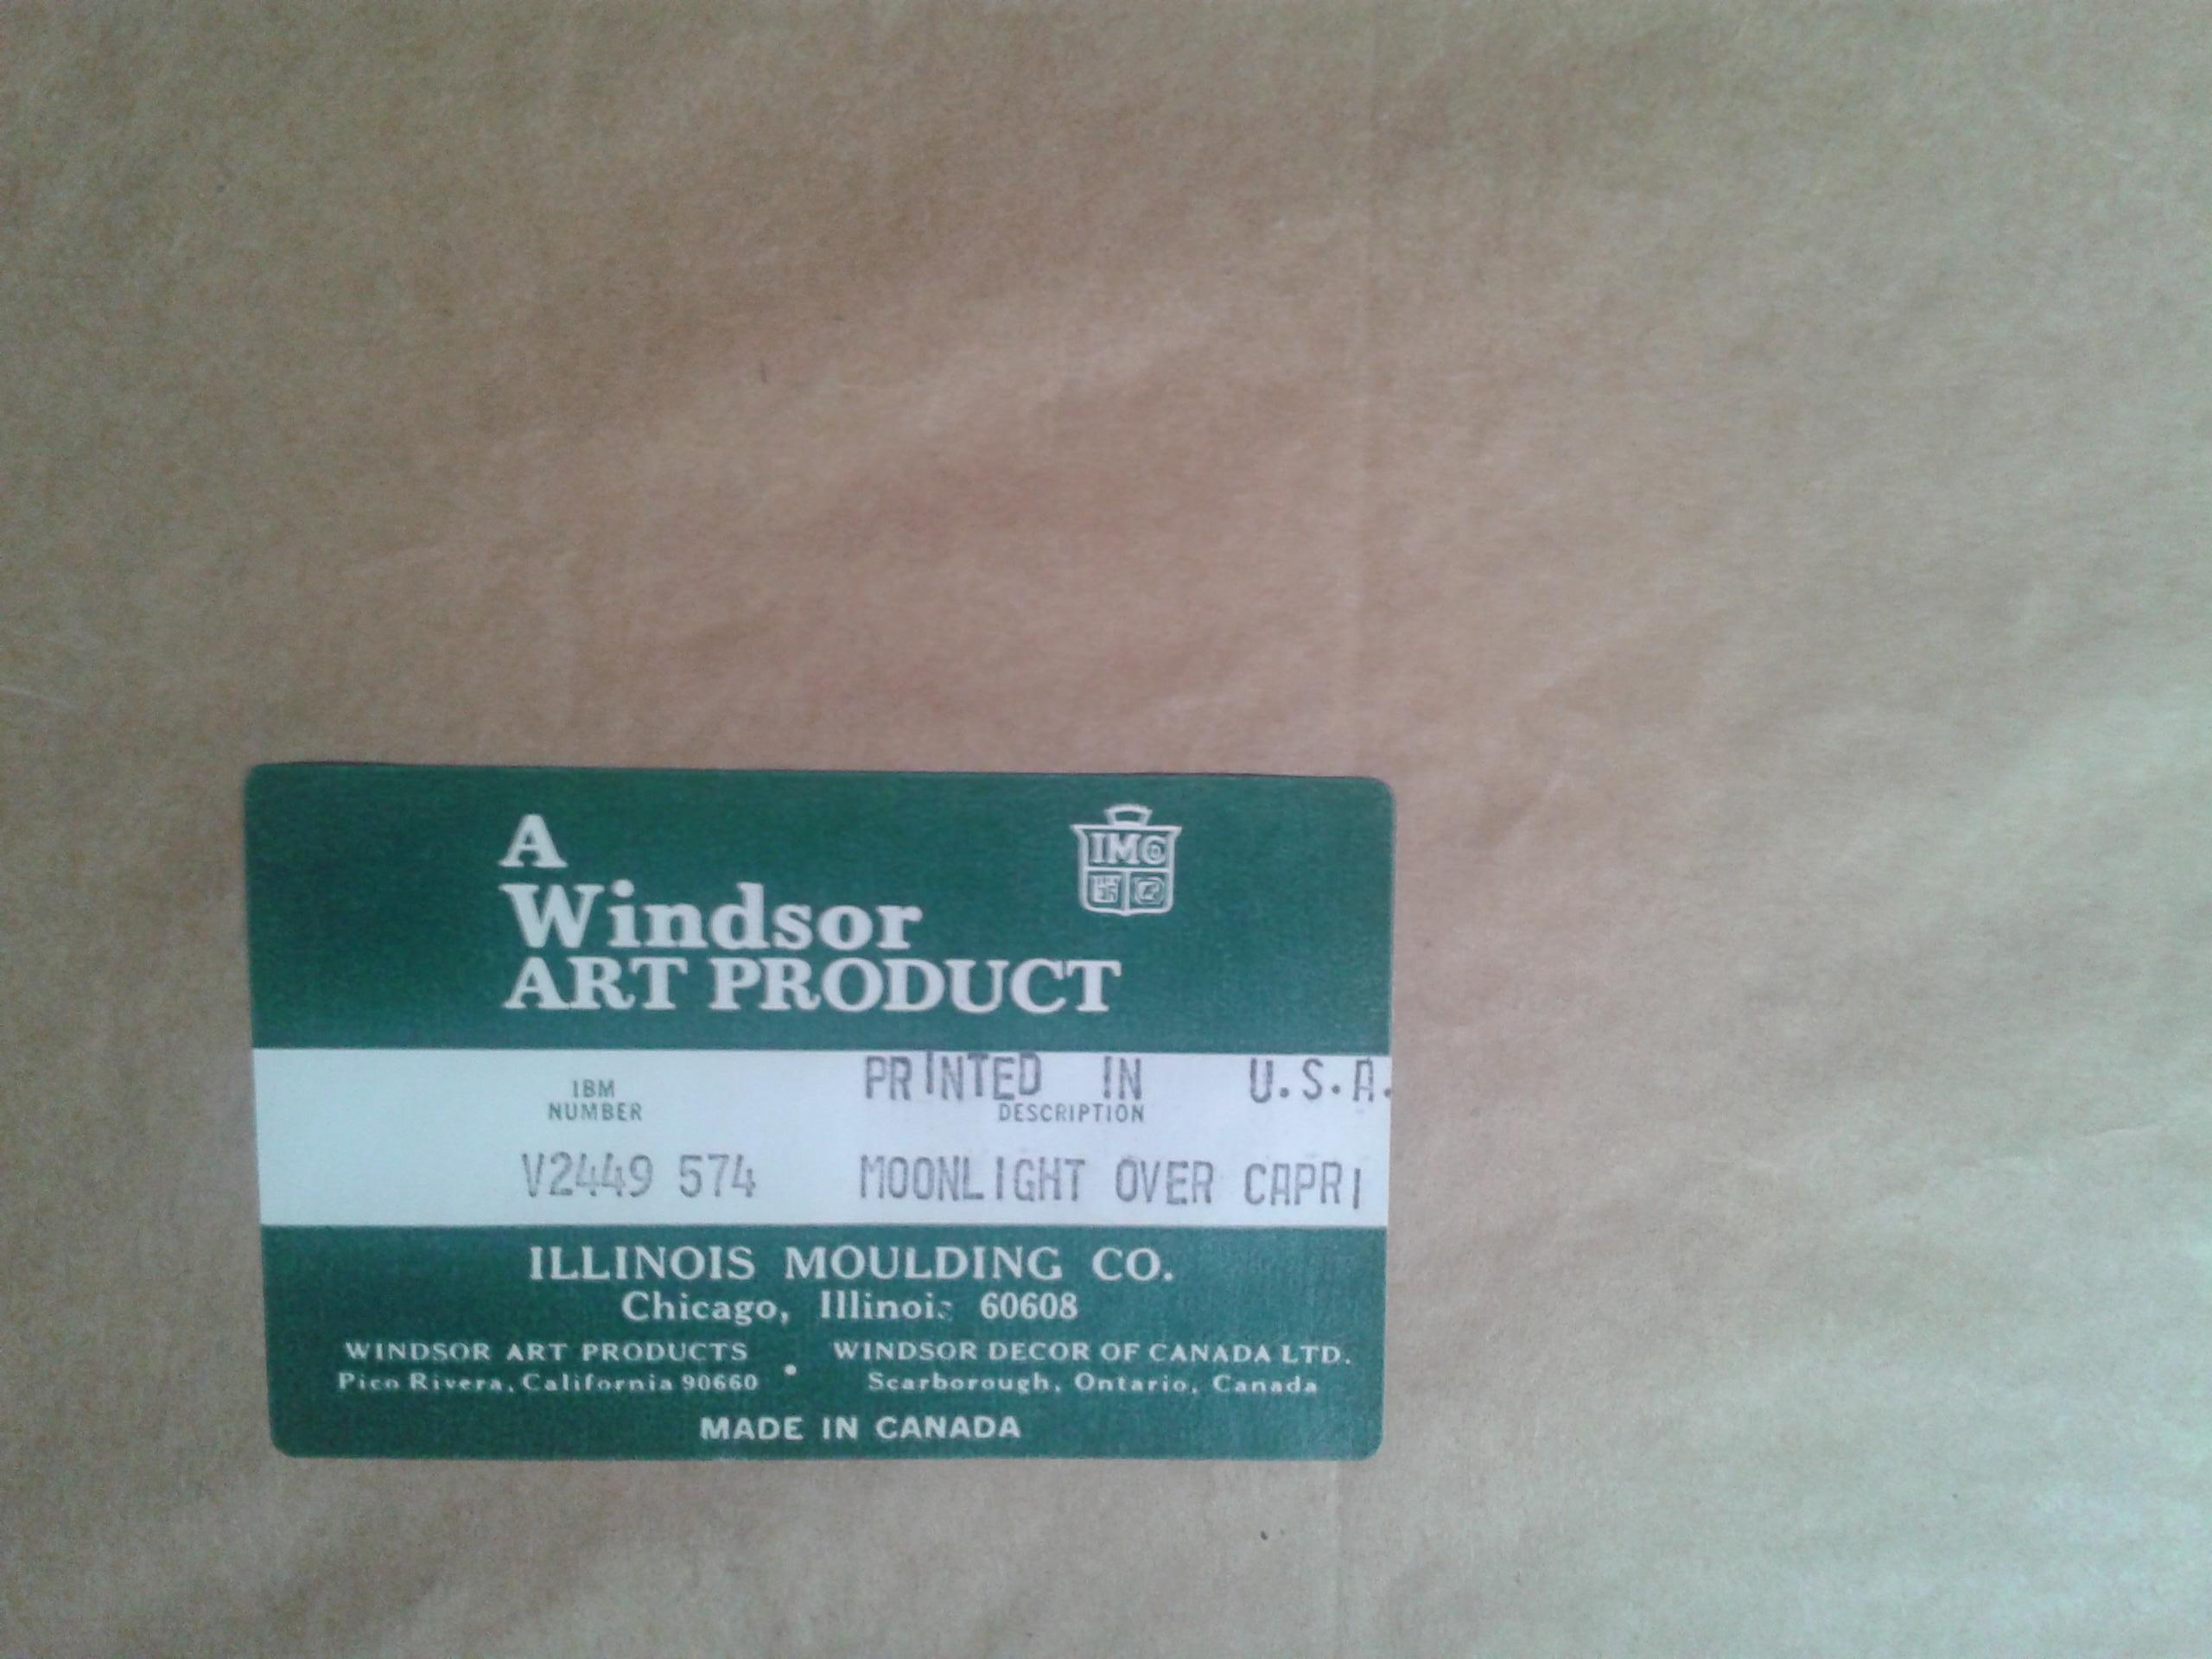 A
Windsor
ART PRODUCT
IMCo
PRINTED IN U.S.A.
IBM
NUMBER
DESCRIPTION
V2449 574 MOONLIGHT OVER CAPRI
ILLINOIS MOULDING CO.
Chicago, Illinois 60608
WINDSOR ART PRODUCTS • WINDSOR DECOR OF CANADA LTD.
Pico Rivera, California 90660 Scarborough, Ontario, Canada
MADE IN CANADA